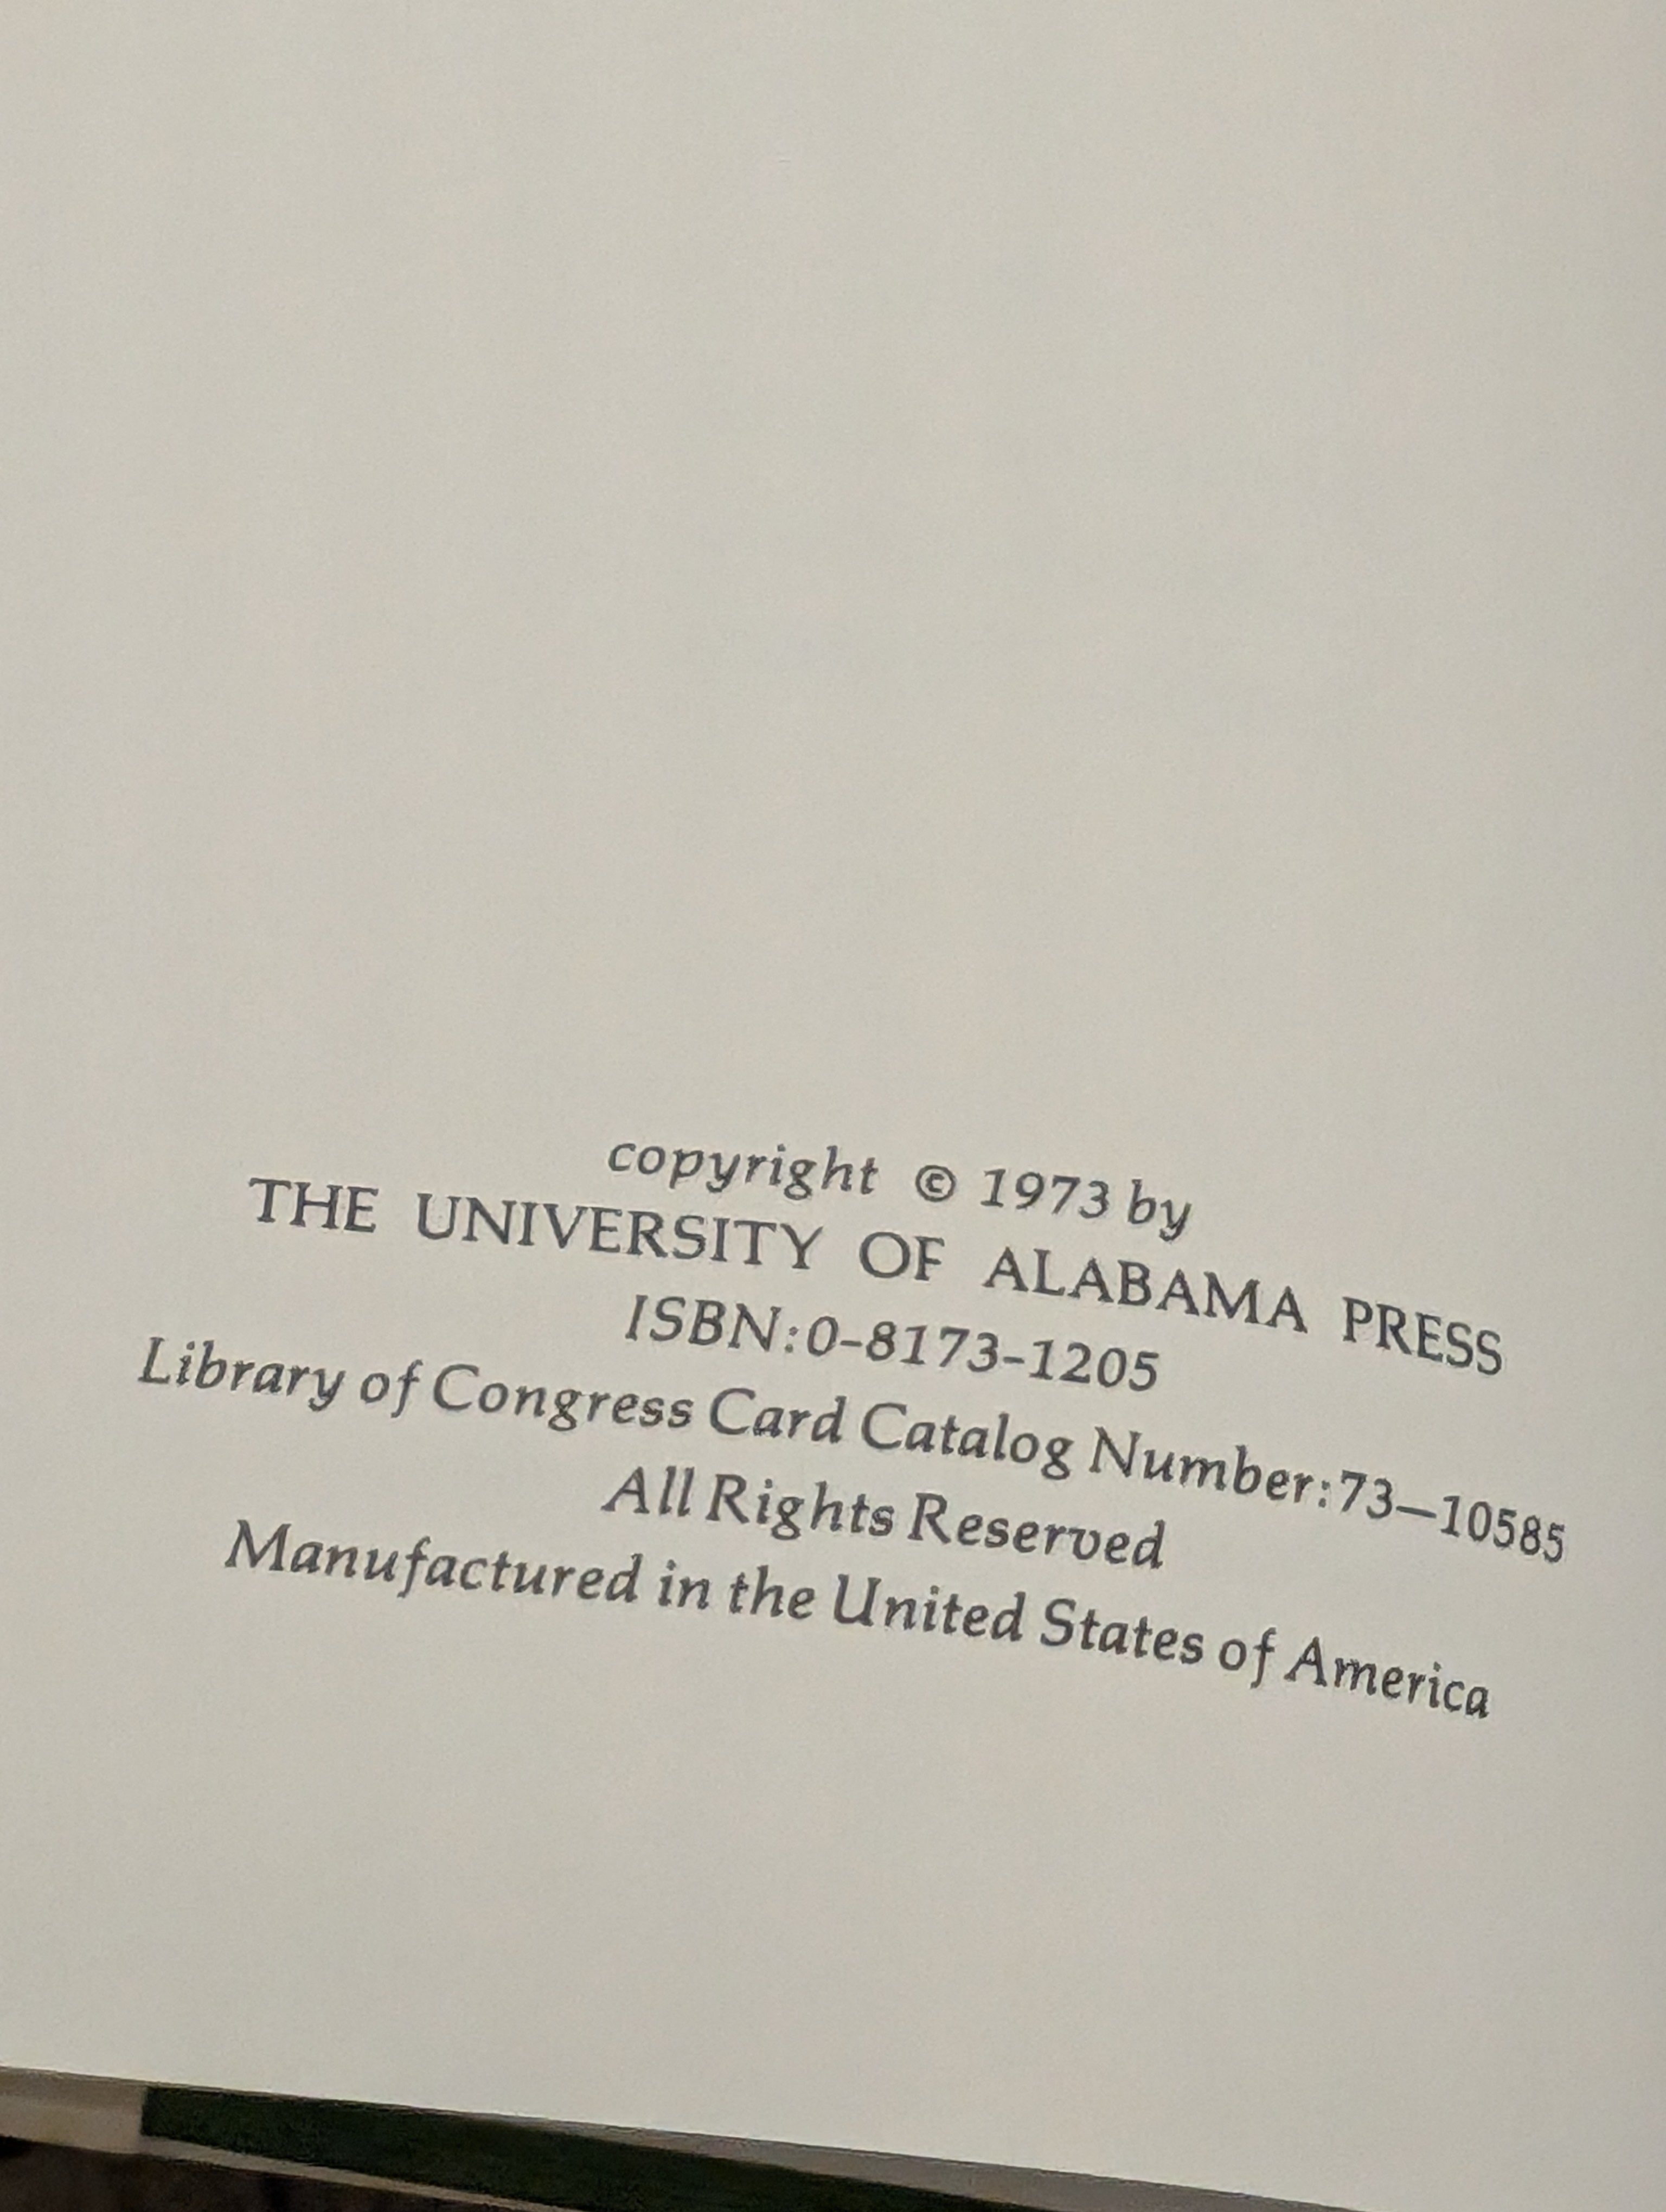 copyright © 1973 by
THE UNIVERSITY OF ALABAMA PRESS
ISBN:0-8173-1205
Library of Congress Card Catalog Number:73—10585
All Rights Reserved
Manufactured in the United States of America